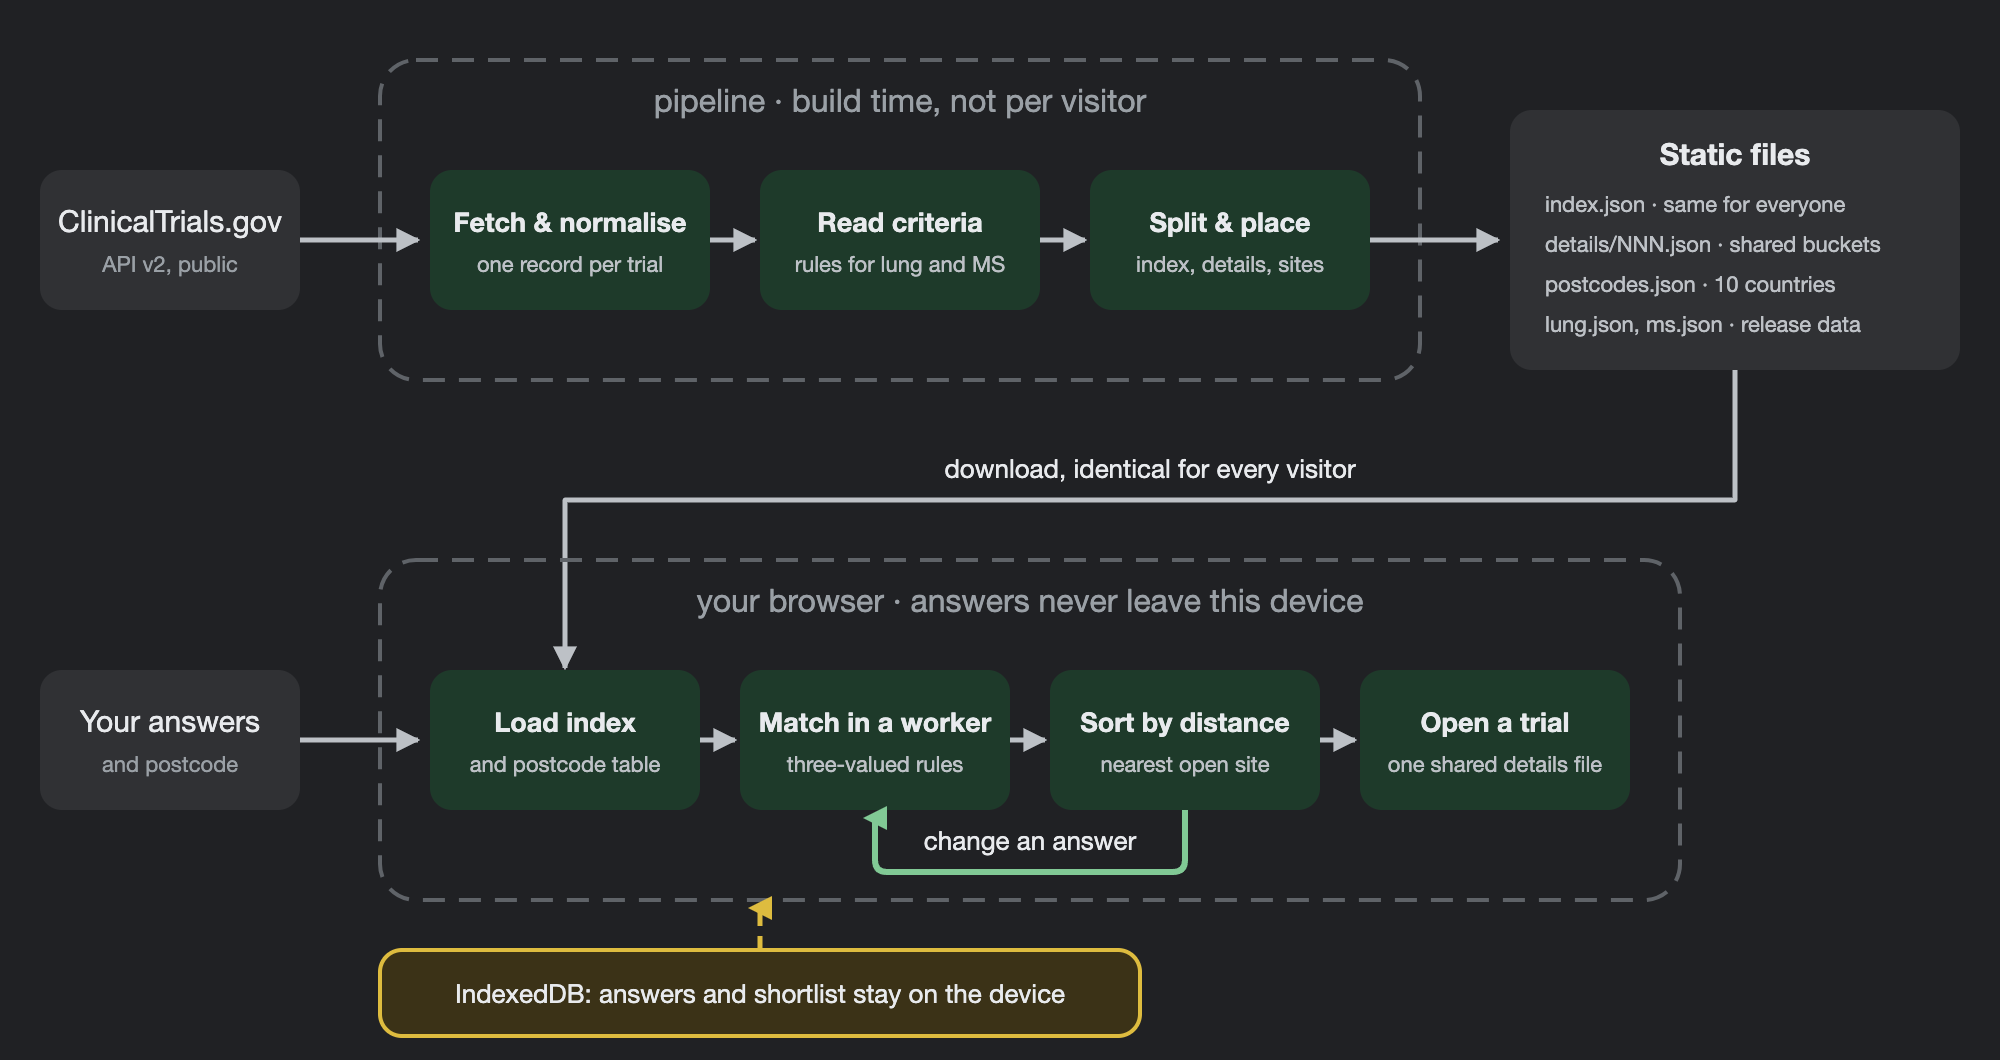 pipeline · build time, not per visitor
ClinicalTrials.gov
API v2, public
Fetch & normalise
one record per trial
Read criteria
rules for lung and MS
Split & place
index, details, sites
Static files
index.json · same for everyone
details/NNN.json · shared buckets
postcodes.json · 10 countries
lung.json, ms.json · release data
download, identical for every visitor
your browser · answers never leave this device
Your answers
and postcode
Load index
and postcode table
Match in a worker
three-valued rules
Sort by distance
nearest open site
Open a trial
one shared details file
change an answer
IndexedDB: answers and shortlist stay on the device